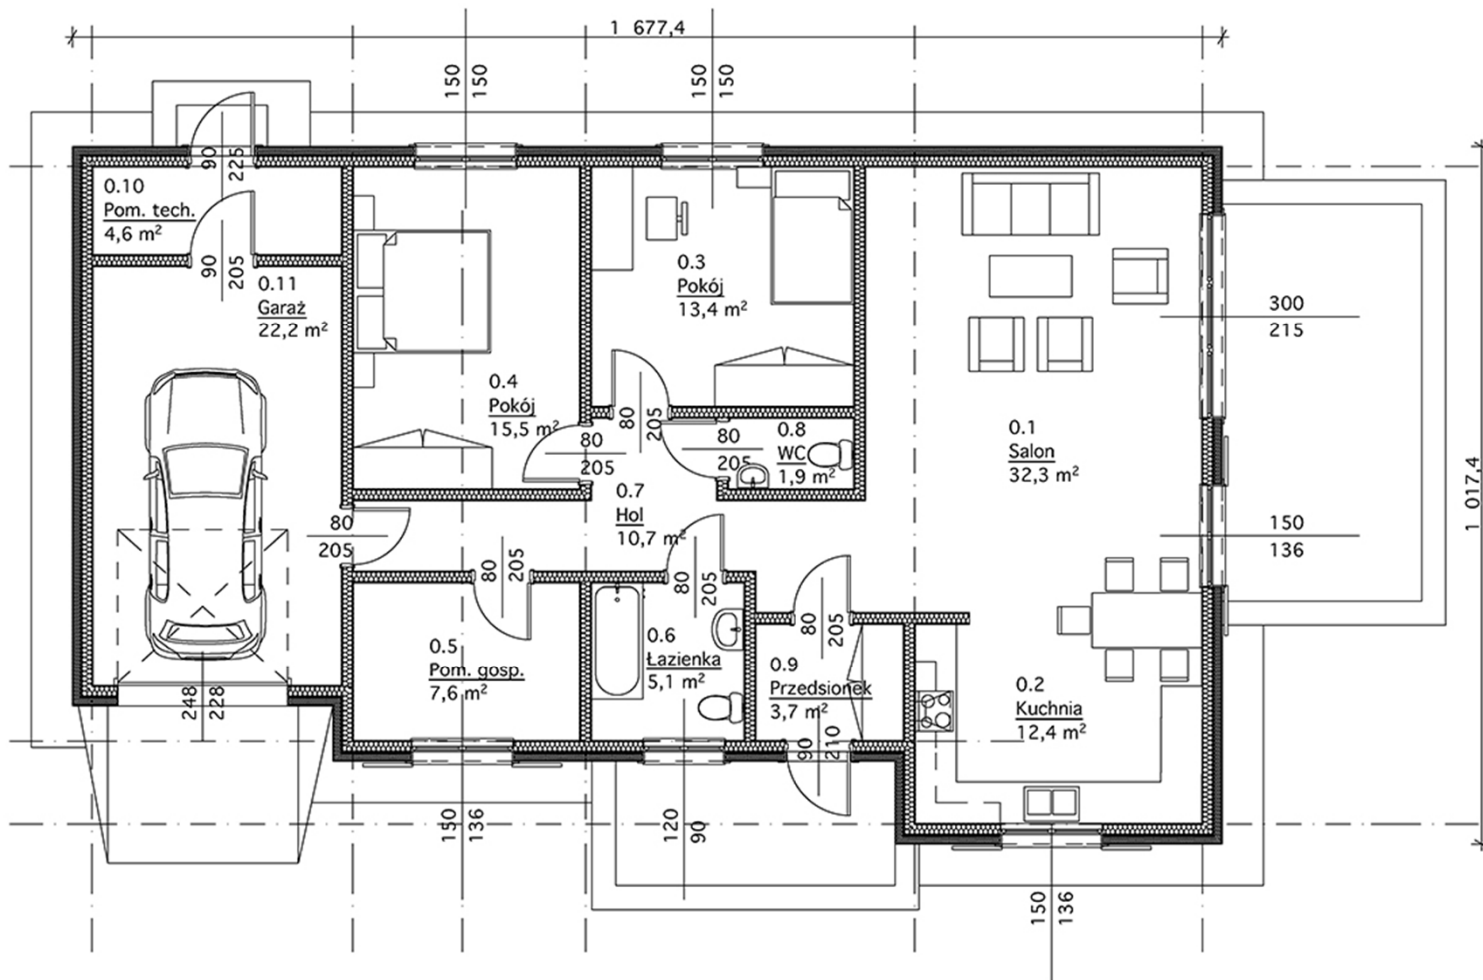 1 677,4
150
150
150
150
90
225
0.10
Pom. tech.
4,6 m²
90
205
0.11
Garaż
22,2 m²
0.3
Pokój
13,4 m²
300
215
0.4
Pokój
15,5 m²
80
205
80
205
80
205
0.8
WC
1,9 m²
0.1
Salon
32,3 m²
1 017,4
0.7
Hol
10,7 m²
80
205
150
136
80
205
80
205
80
205
0.5
Pom. gosp.
7,6 m²
0.6
Łazienka
5,1 m²
0.9
Przedsionek
3,7 m²
0.2
Kuchnia
12,4 m²
248
228
90
210
150
136
120
90
150
136